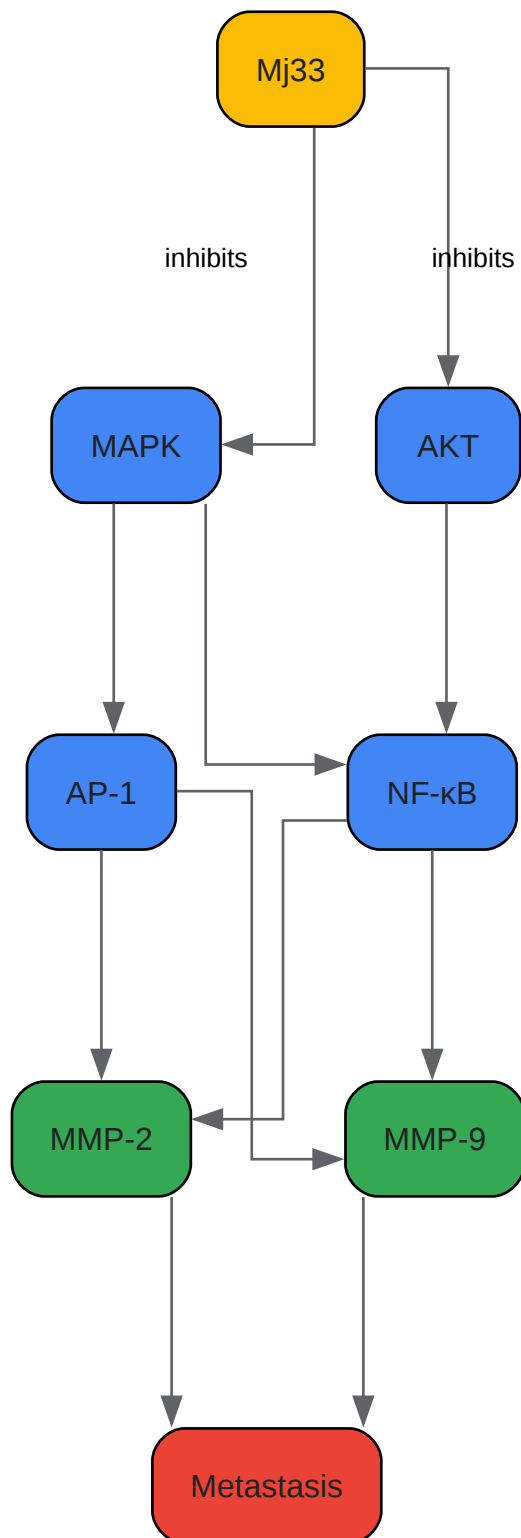 Mj33
inhibits
inhibits
MAPK
AKT
AP-1
NF-κB
MMP-2
MMP-9
Metastasis